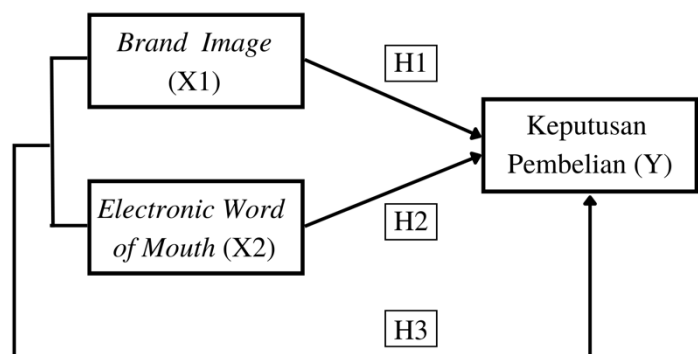 Brand Image
(X1)
H1
Keputusan
Pembelian (Y)
Electronic Word
of Mouth (X2)
H2
H3